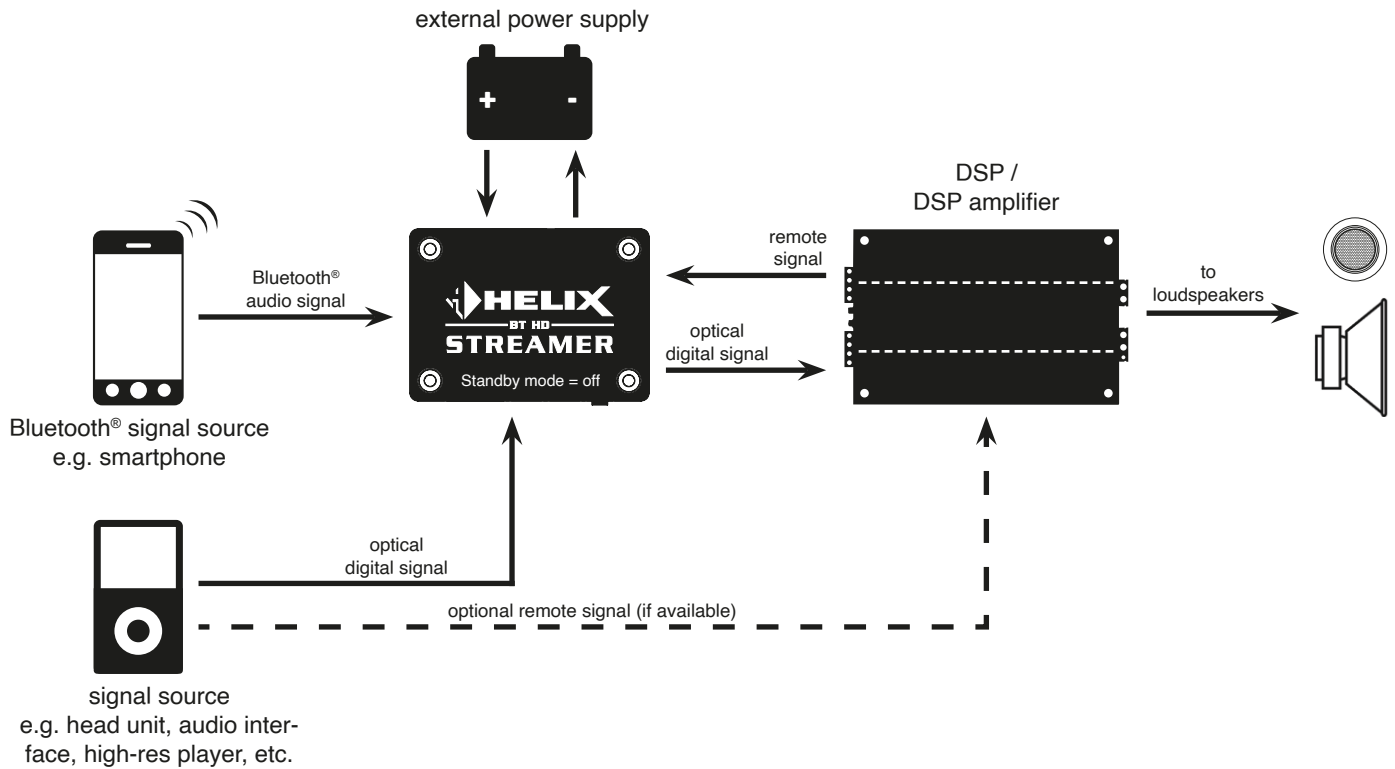 external power supply
+ -
DSP /
DSP amplifier
remote
signal
to
loudspeakers
Bluetooth®
audio signal
HELIX
BT HD
STREAMER
Standby mode = off
optical
digital signal
Bluetooth® signal source
e.g. smartphone
optical
digital signal
optional remote signal (if available)
signal source
e.g. head unit, audio inter-
face, high-res player, etc.